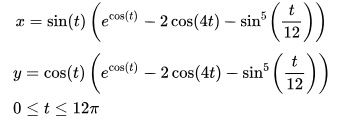 x = sin(t) (e^{cos(t)} − 2 cos(4t) − sin^5 (t/12))
y = cos(t) (e^{cos(t)} − 2 cos(4t) − sin^5 (t/12))
0 ≤ t ≤ 12π